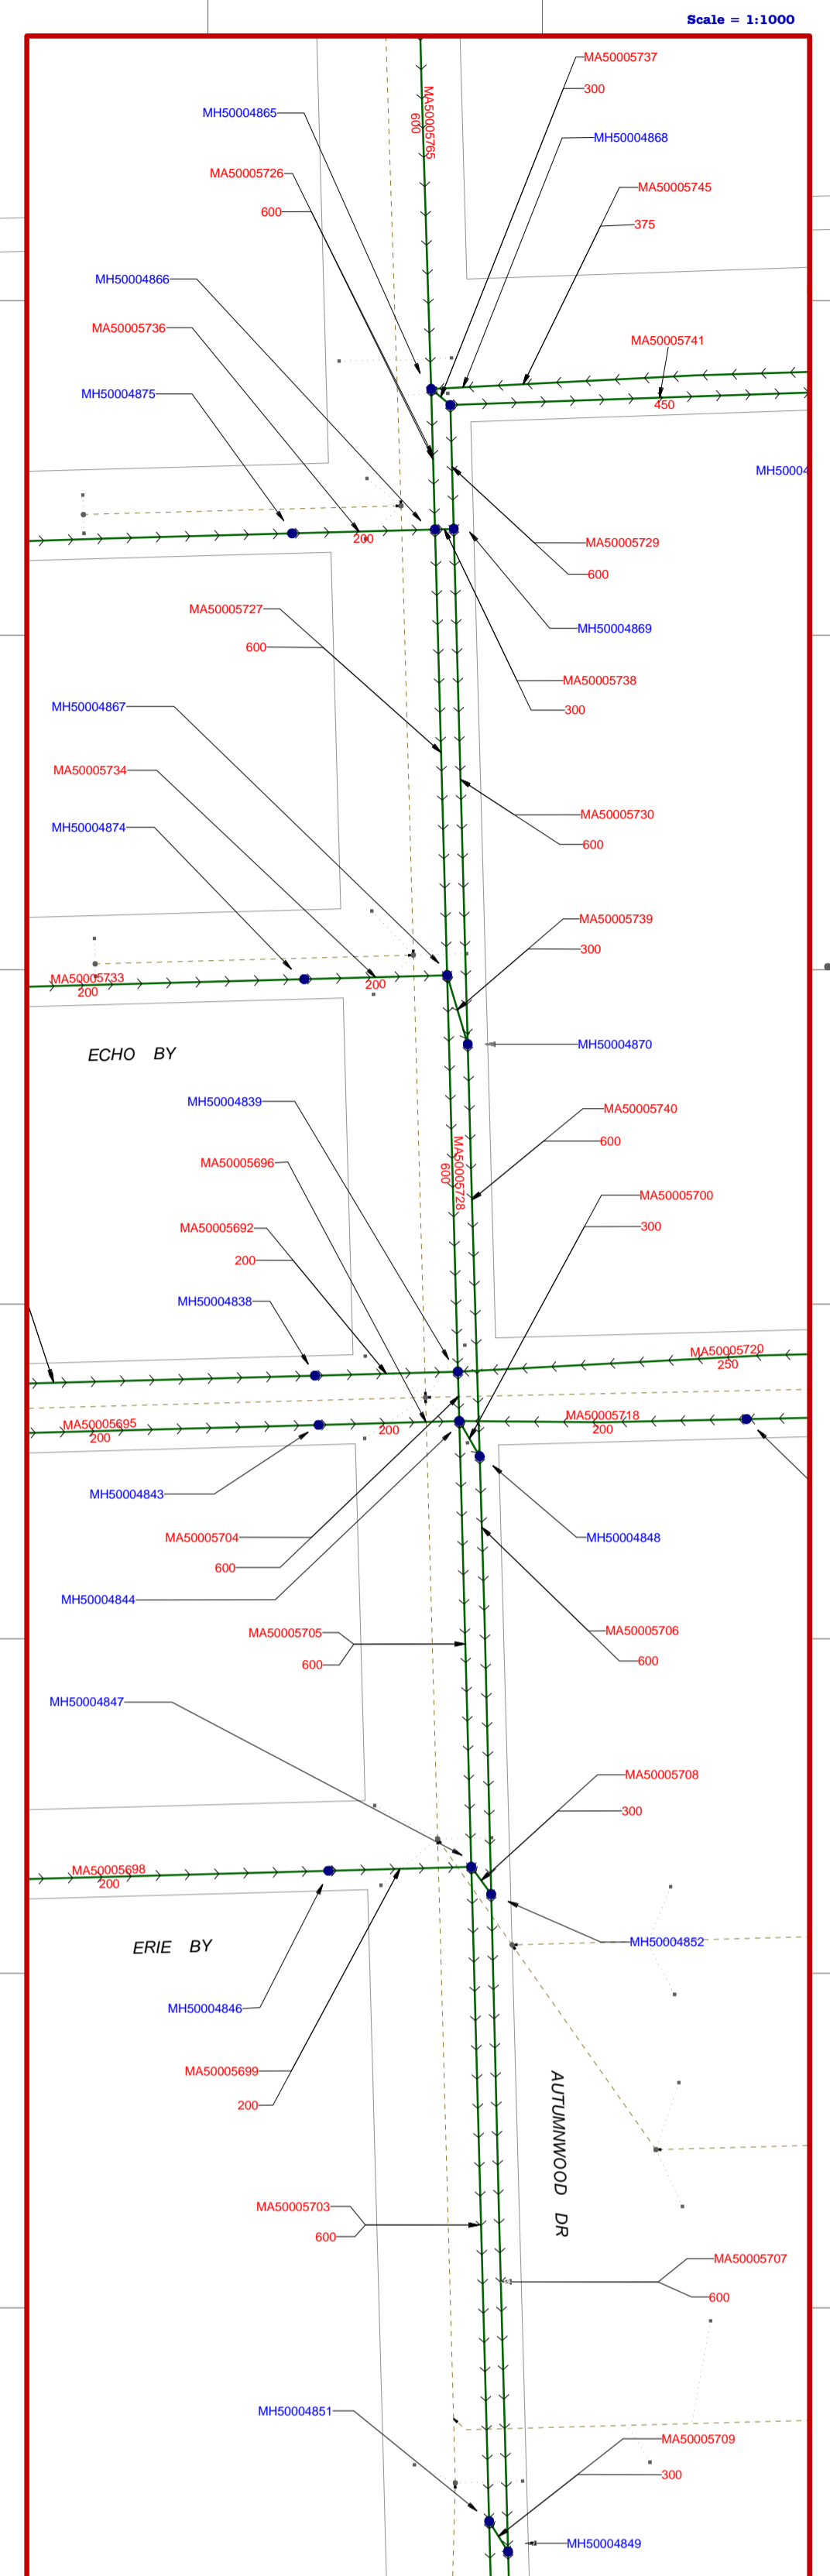 Scale = 1:1000
MA50005737
300
MH50004865
MA50005765
600
MH50004868
MA50005726
600
MA50005745
375
MH50004866
MA50005736
MA50005741
MH50004875
450
MH50004
200
MA50005729
600
MA50005727
600
MH50004869
MA50005738
300
MH50004867
MA50005734
MH50004874
MA50005730
600
MA50005739
300
MA50005733
200
200
MH50004870
ECHO BY
MH50004839
MA50005740
600
MA50005728
600
MA50005696
MA50005700
300
MA50005692
200
MH50004838
MA50005720
250
MA50005695
200
200
MA50005718
200
MH50004843
MA50005704
600
MH50004848
MH50004844
MA50005705
600
MA50005706
600
MH50004847
MA50005708
300
MA50005698
200
MH50004852
ERIE BY
MH50004846
MA50005699
200
AUTUMNWOOD DR
MA50005703
600
MA50005707
600
MH50004851
MA50005709
300
MH50004849